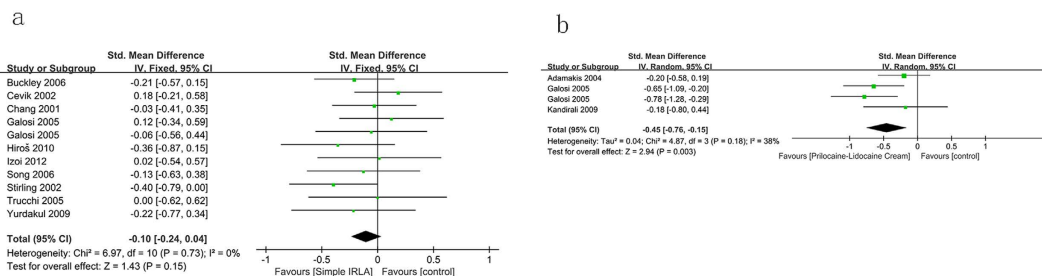 a
Std. Mean Difference Std. Mean Difference
Study or Subgroup IV, Fixed, 95% CI IV, Fixed, 95% CI
Buckley 2006 -0.21 [-0.57, 0.15]
Cevik 2002 0.18 [-0.21, 0.58]
Chang 2001 -0.03 [-0.41, 0.35]
Galosi 2005 0.12 [-0.34, 0.59]
Galosi 2005 -0.06 [-0.56, 0.44]
Hiroš 2010 -0.36 [-0.87, 0.15]
Izoi 2012 0.02 [-0.54, 0.57]
Song 2006 -0.13 [-0.63, 0.38]
Stirling 2002 -0.40 [-0.79, 0.00]
Trucchi 2005 0.00 [-0.62, 0.62]
Yurdakul 2009 -0.22 [-0.77, 0.34]
Total (95% CI) -0.10 [-0.24, 0.04]
Heterogeneity: Chi² = 6.97, df = 10 (P = 0.73); I² = 0%
Test for overall effect: Z = 1.43 (P = 0.15)
-1 -0.5 0 0.5 1
Favours [Simple IRLA] Favours [control]
b
Std. Mean Difference Std. Mean Difference
Study or Subgroup IV, Random, 95% CI IV, Random, 95% CI
Adamakis 2004 -0.20 [-0.58, 0.19]
Galosi 2005 -0.65 [-1.09, -0.20]
Galosi 2005 -0.78 [-1.28, -0.29]
Kandirali 2009 -0.18 [-0.80, 0.44]
Total (95% CI) -0.45 [-0.76, -0.15]
Heterogeneity: Tau² = 0.04; Chi² = 4.87, df = 3 (P = 0.18); I² = 38%
Test for overall effect: Z = 2.94 (P = 0.003)
-1 -0.5 0 0.5 1
Favours [Prilocaine-Lidocaine Cream] Favours [control]